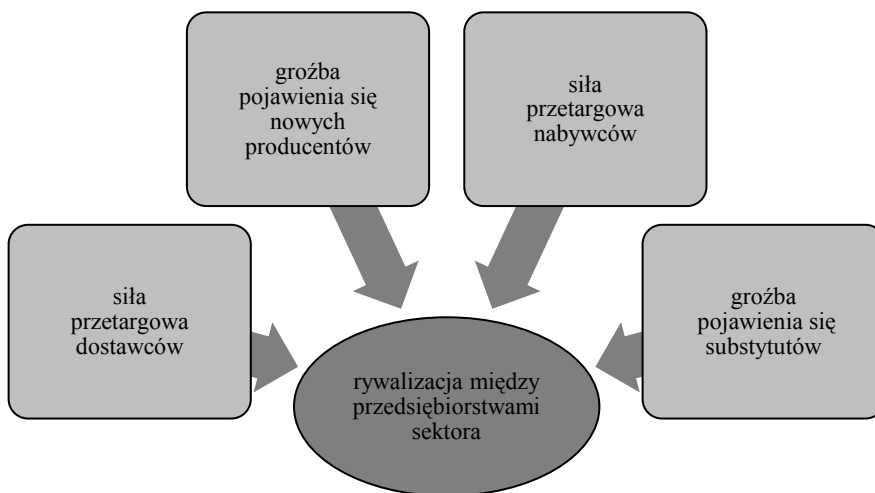 groźba
pojawienia się
nowych
producentów
siła
przetargowa
nabywców
siła
przetargowa
dostawców
groźba
pojawienia się
substytutów
rywalizacja między
przedsiębiorstwami
sektora